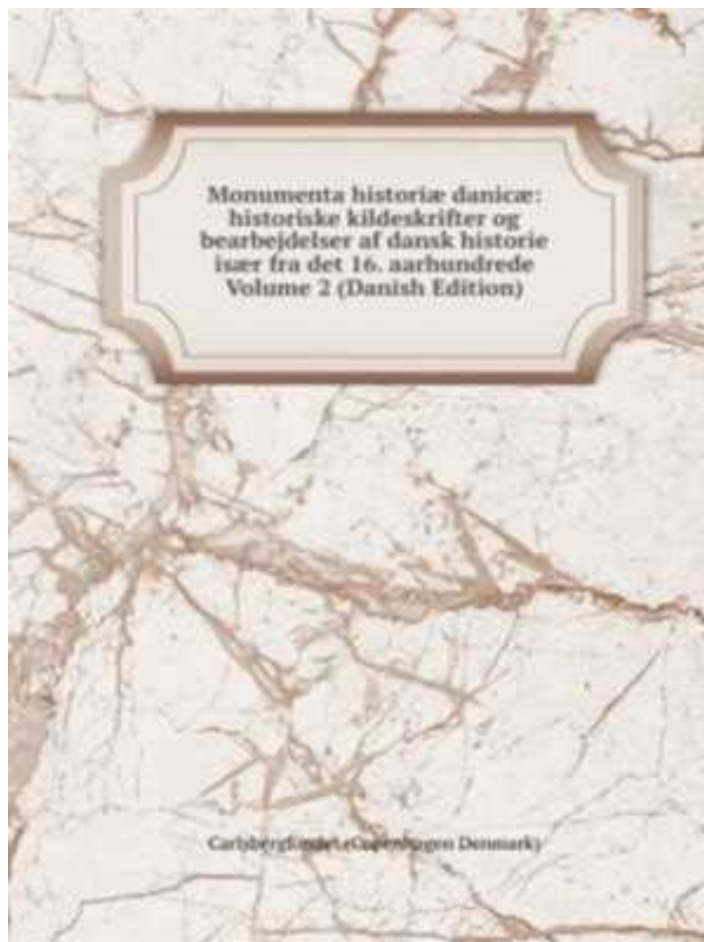 Monumenta historiæ danicæ:
historiske kildeskrifter og
bearbejdelser af dansk historie
især fra det 16. aarhundrede
Volume 2 (Danish Edition)
Carlsbergfondet (Copenhagen Denmark)